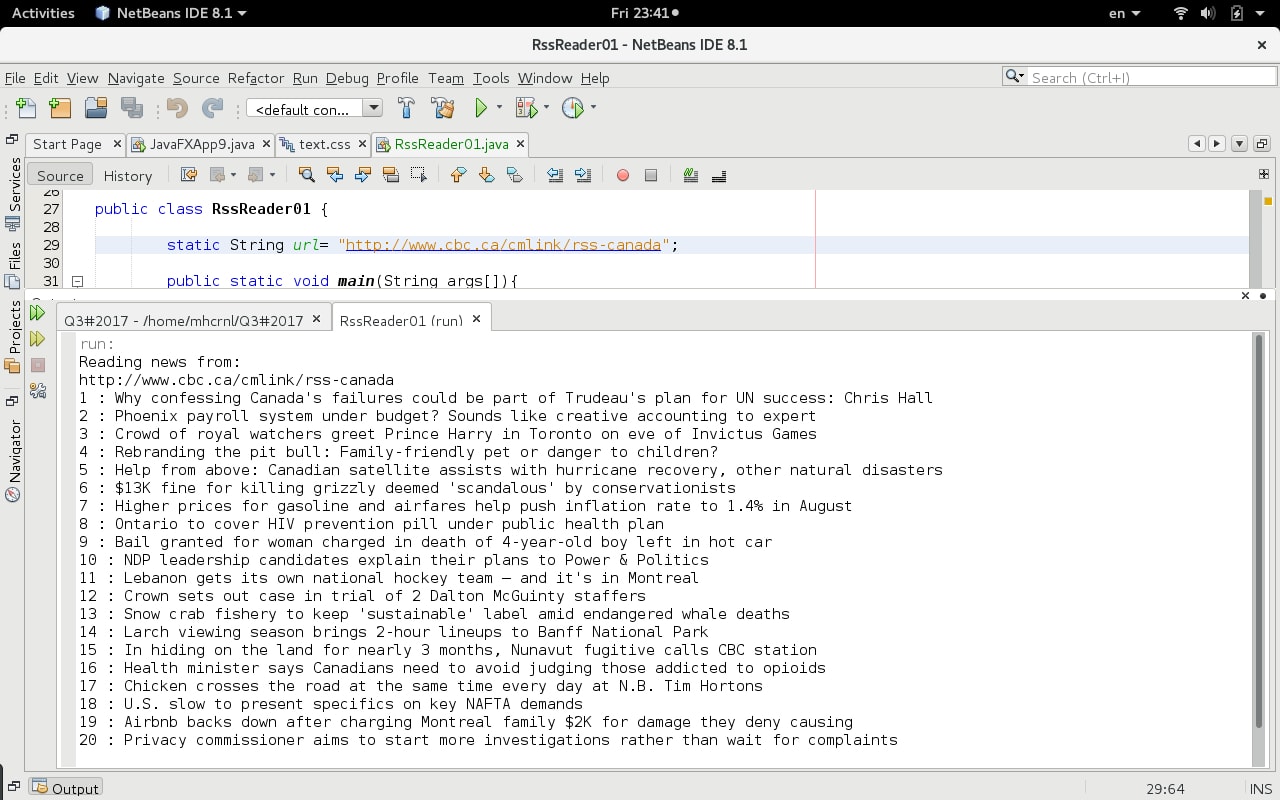 Activities NetBeans IDE 8.1 Fri 23:41 en
RssReader01 - NetBeans IDE 8.1
File Edit View Navigate Source Refactor Run Debug Profile Team Tools Window Help Search (Ctrl+I)
<default con...
Start Page JavaFXApp9.java text.css RssReader01.java
Source History
Services
Files
Projects
Navigator
26
27 public class RssReader01 {
28
29 static String url= "http://www.cbc.ca/cmlink/rss-canada";
30
31 public static void main(String args[]){
Q3#2017 - /home/mhcrnl/Q3#2017 RssReader01 (run)
run:
Reading news from:
http://www.cbc.ca/cmlink/rss-canada
1 : Why confessing Canada's failures could be part of Trudeau's plan for UN success: Chris Hall
2 : Phoenix payroll system under budget? Sounds like creative accounting to expert
3 : Crowd of royal watchers greet Prince Harry in Toronto on eve of Invictus Games
4 : Rebranding the pit bull: Family-friendly pet or danger to children?
5 : Help from above: Canadian satellite assists with hurricane recovery, other natural disasters
6 : $13K fine for killing grizzly deemed 'scandalous' by conservationists
7 : Higher prices for gasoline and airfares help push inflation rate to 1.4% in August
8 : Ontario to cover HIV prevention pill under public health plan
9 : Bail granted for woman charged in death of 4-year-old boy left in hot car
10 : NDP leadership candidates explain their plans to Power & Politics
11 : Lebanon gets its own national hockey team — and it's in Montreal
12 : Crown sets out case in trial of 2 Dalton McGuinty staffers
13 : Snow crab fishery to keep 'sustainable' label amid endangered whale deaths
14 : Larch viewing season brings 2-hour lineups to Banff National Park
15 : In hiding on the land for nearly 3 months, Nunavut fugitive calls CBC station
16 : Health minister says Canadians need to avoid judging those addicted to opioids
17 : Chicken crosses the road at the same time every day at N.B. Tim Hortons
18 : U.S. slow to present specifics on key NAFTA demands
19 : Airbnb backs down after charging Montreal family $2K for damage they deny causing
20 : Privacy commissioner aims to start more investigations rather than wait for complaints
Output 29:64 INS